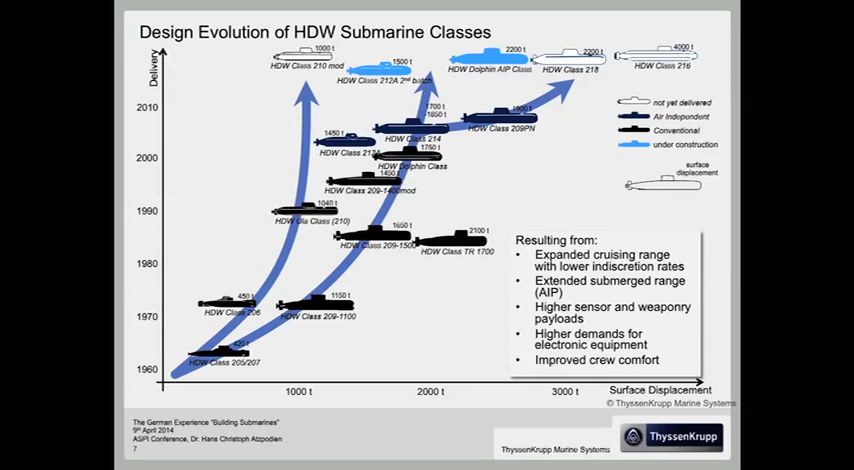 Design Evolution of HDW Submarine Classes
Delivery
1000 t
HDW Class 210 mod
1500 t
HDW Class 212A 2nd batch
2200 t
HDW Dolphin AIP Class
2200 t
HDW Class 218
4000 t
HDW Class 216
2010
2000
1990
1980
1970
1960
1700
-1850 t
HDW Class 214
1900 t
HDW Class 209PN
1450 t
HDW Class 212A
1750 t
HDW Dolphin Class
1450 t
HDW Class 209-1400mod
1040 t
HDW Ula Class (210)
1650 t
HDW Class 209-1500
2100 t
HDW Class TR 1700
450 t
HDW Class 206
1150 t
HDW Class 209-1100
420 t
HDW Class 205/207
not yet delivered
Air Independent
Conventional
under construction
surface
displacement
Resulting from:
• Expanded cruising range
with lower indiscretion rates
• Extended submerged range
(AIP)
• Higher sensor and weaponry
payloads
• Higher demands for
electronic equipment
• Improved crew comfort
1000 t
2000 t
3000 t
Surface Displacement
© ThyssenKrupp Marine Systems
The German Experience "Building Submarines"
9th April 2014
ASPI Conference, Dr. Hans Christoph Atzpodien
7
ThyssenKrupp Marine Systems
ThyssenKrupp